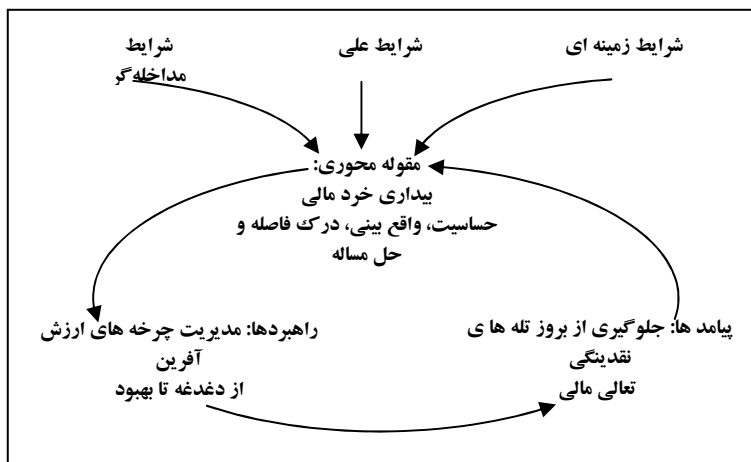 شرایط زمینه ای
شرایط علی
شرایط
مداخله‌گر
مقوله محوری:
بیداری خرد مالی
حساسیت، واقع بینی، درک فاصله و
حل مساله
پیامد ها: جلوگیری از بروز تله ها ی
نقدینگی
تعالی مالی
راهبردها: مدیریت چرخه های ارزش
آفرین
از دغدغه تا بهبود